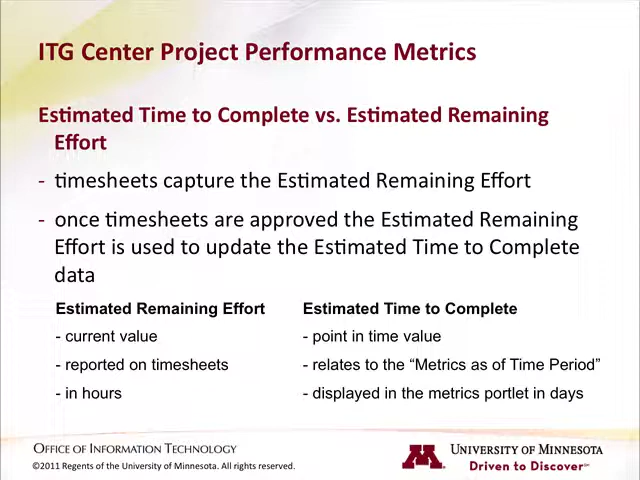 ITG Center Project Performance Metrics
Estimated Time to Complete vs. Estimated Remaining
Effort
- timesheets capture the Estimated Remaining Effort
- once timesheets are approved the Estimated Remaining
Effort is used to update the Estimated Time to Complete
data
Estimated Remaining Effort
- current value
- reported on timesheets
- in hours
Estimated Time to Complete
- point in time value
- relates to the “Metrics as of Time Period”
- displayed in the metrics portlet in days
OFFICE OF INFORMATION TECHNOLOGY
©2011 Regents of the University of Minnesota. All rights reserved.
M
UNIVERSITY OF MINNESOTA
Driven to Discover℠